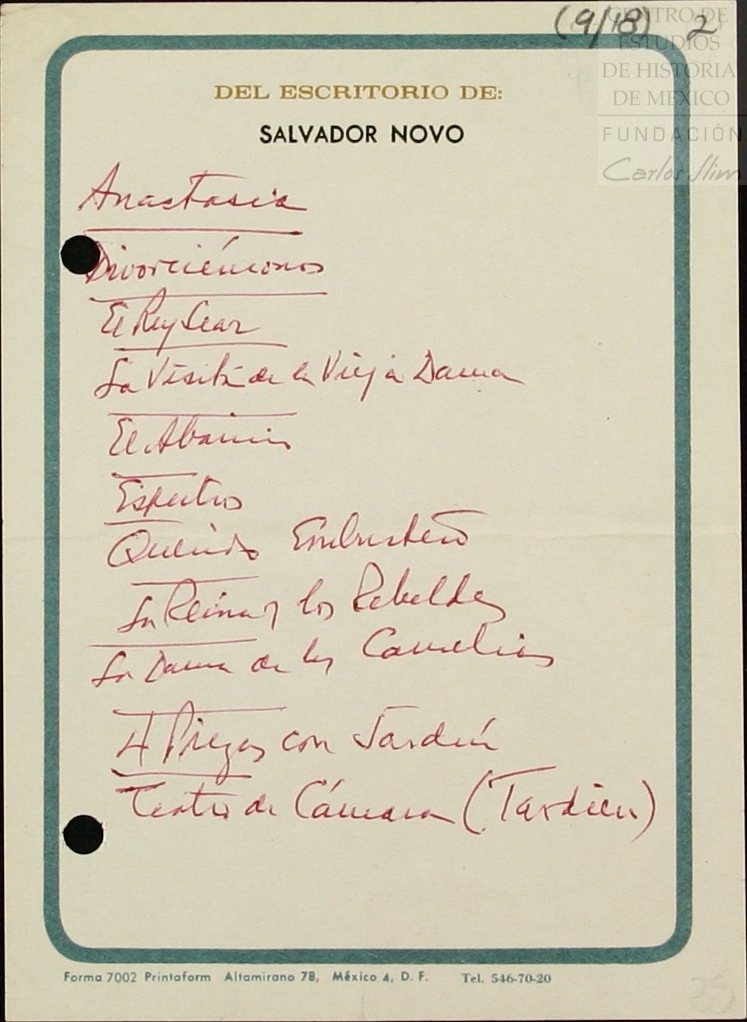 (9/18) 2
CENTRO DE
ESTUDIOS
DE HISTORIA
DE MEXICO
FUNDACIÓN
Carlos Slim
DEL ESCRITORIO DE:
SALVADOR NOVO
Anastasia
Divorciémonos
El Rey Lear
La Visita de la Vieja Dama
El Abanico
Espectros
Querido Embustero
La Reina y los Rebeldes
La Dama de las Camelias
4 Piezas con Jardín
Teatro de Cámara (Tardieu)
Forma 7002 Printaform Altamirano 78, México 4, D. F. Tel. 546-70-20